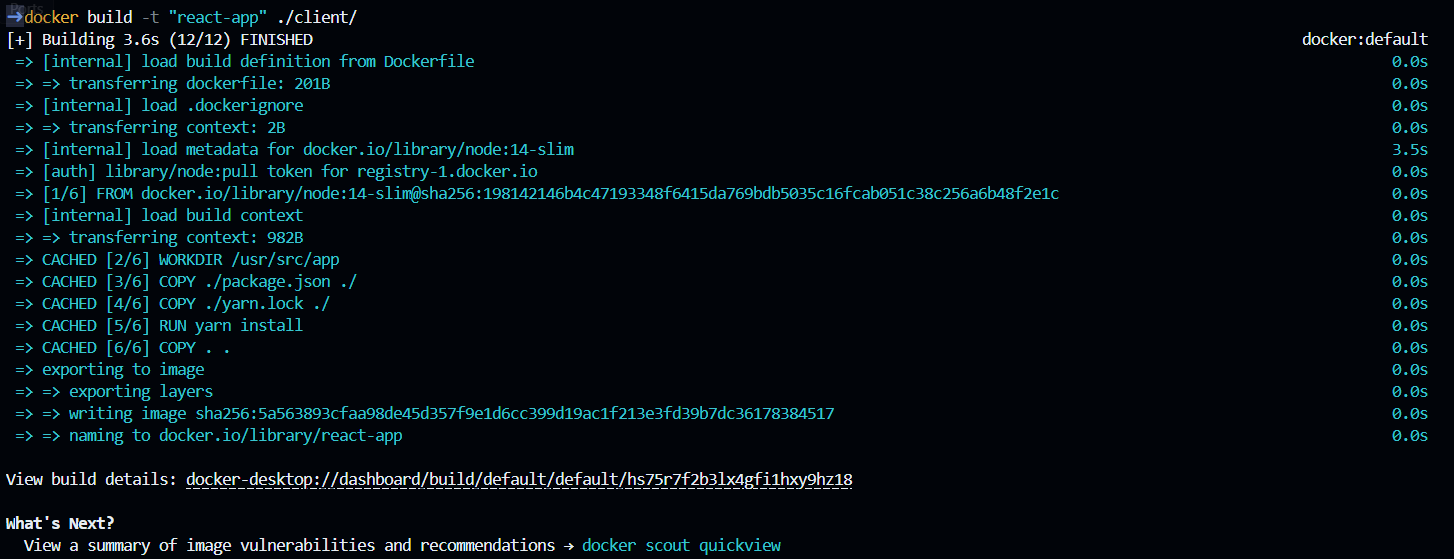 →docker build -t "react-app" ./client/
[+] Building 3.6s (12/12) FINISHED docker:default
=> [internal] load build definition from Dockerfile 0.0s
=> => transferring dockerfile: 201B 0.0s
=> [internal] load .dockerignore 0.0s
=> => transferring context: 2B 0.0s
=> [internal] load metadata for docker.io/library/node:14-slim 3.5s
=> [auth] library/node:pull token for registry-1.docker.io 0.0s
=> [1/6] FROM docker.io/library/node:14-slim@sha256:198142146b4c47193348f6415da769bdb5035c16fcab051c38c256a6b48f2e1c 0.0s
=> [internal] load build context 0.0s
=> => transferring context: 982B 0.0s
=> CACHED [2/6] WORKDIR /usr/src/app 0.0s
=> CACHED [3/6] COPY ./package.json ./ 0.0s
=> CACHED [4/6] COPY ./yarn.lock ./ 0.0s
=> CACHED [5/6] RUN yarn install 0.0s
=> CACHED [6/6] COPY . . 0.0s
=> exporting to image 0.0s
=> => exporting layers 0.0s
=> => writing image sha256:5a563893cfaa98de45d357f9e1d6cc399d19ac1f213e3fd39b7dc36178384517 0.0s
=> => naming to docker.io/library/react-app 0.0s
View build details: docker-desktop://dashboard/build/default/default/hs75r7f2b3lx4gfi1hxy9hz18
What's Next?
View a summary of image vulnerabilities and recommendations → docker scout quickview